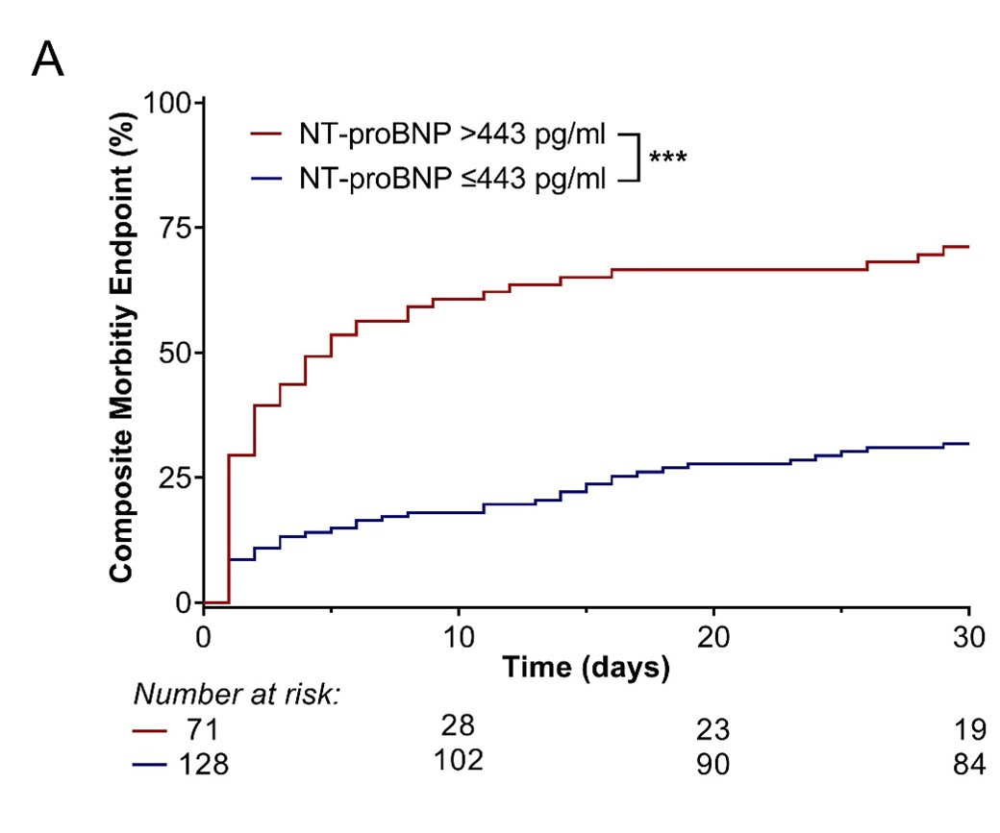 A
Composite Morbitiy Endpoint (%)
100
75
50
25
0
NT-proBNP >443 pg/ml
NT-proBNP ≤443 pg/ml
***
0 10 20 30
Time (days)
Number at risk:
71 28 23 19
128 102 90 84